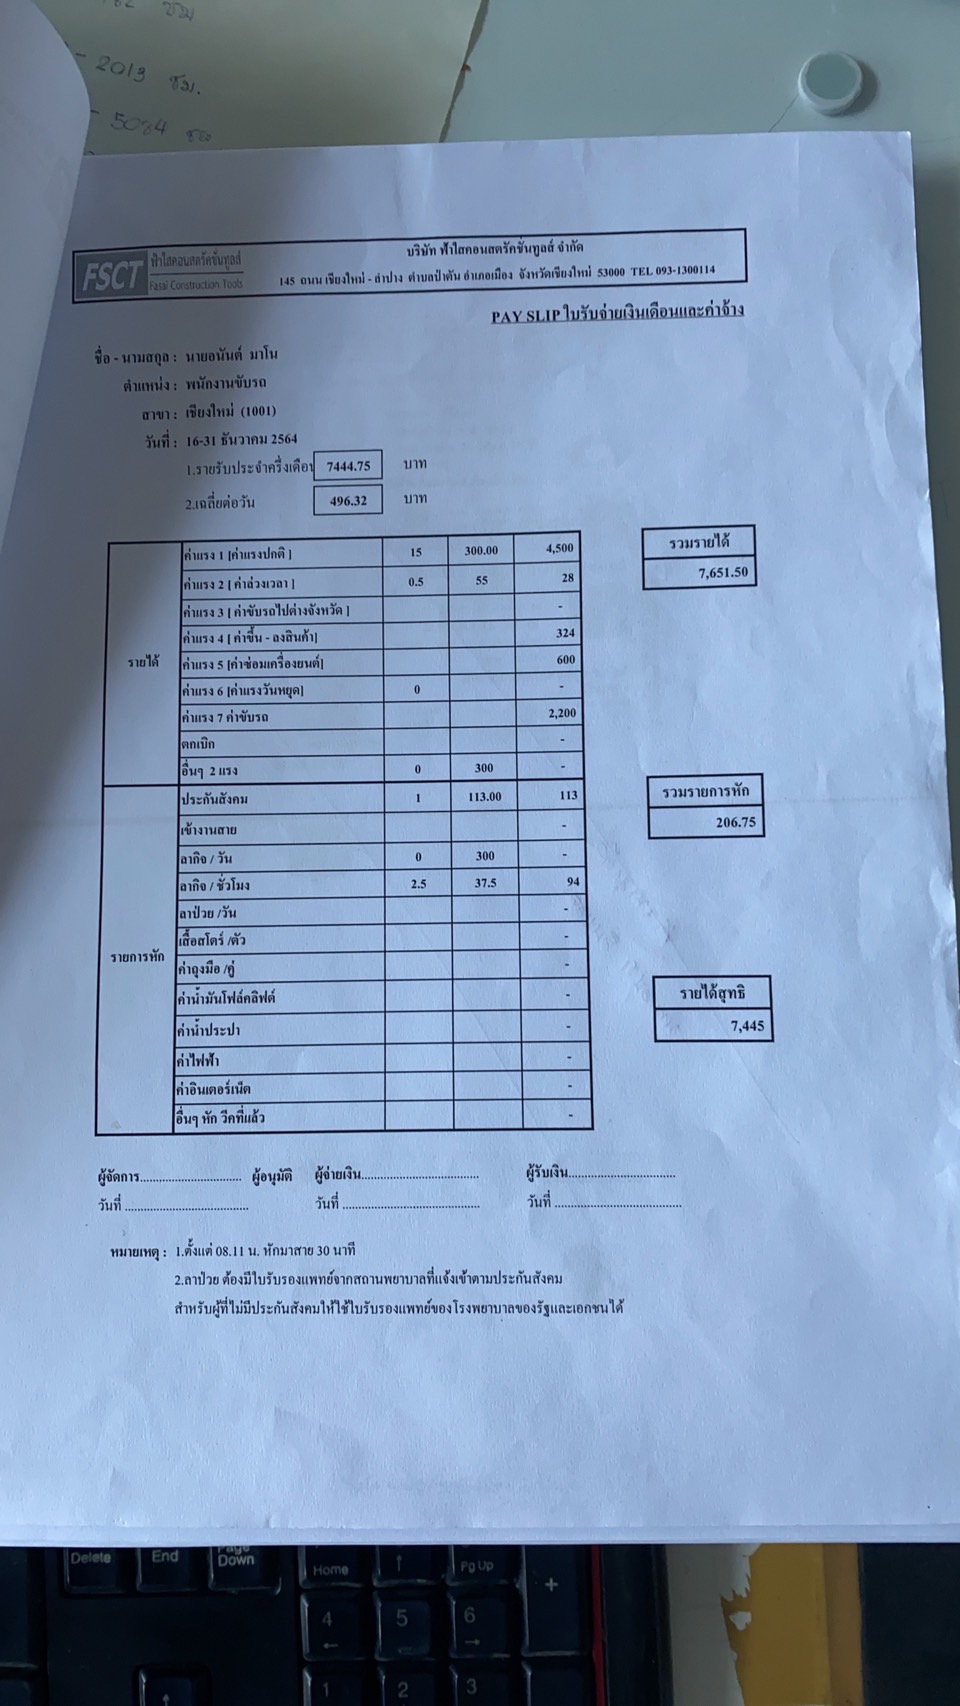 - 2013 ชม.
- 5084
FSCT
ฟ้าใสคอนสตรัคชั่นทูลส์
Fasai Construction Tools
บริษัท ฟ้าใสคอนสตรัคชั่นทูลส์ จำกัด
145 ถนน เชียงใหม่ - ลำปาง ตำบลป่าตัน อำเภอเมือง จังหวัดเชียงใหม่ 53000 TEL 093-1300114
PAY SLIP ใบรับจ่ายเงินเดือนและค่าจ้าง
ชื่อ - นามสกุล : นายอนันต์ มาโน
ตำแหน่ง : พนักงานขับรถ
สาขา : เชียงใหม่ (1001)
วันที่ : 16-31 ธันวาคม 2564
1.รายรับประจำครึ่งเดือน 7444.75 บาท
2.เฉลี่ยต่อวัน 496.32 บาท
รายได้
ค่าแรง 1 [ค่าแรงปกติ ] 15 300.00 4,500
ค่าแรง 2 [ ค่าล่วงเวลา ] 0.5 55 28
ค่าแรง 3 [ ค่าขับรถไปต่างจังหวัด ] -
ค่าแรง 4 [ ค่าขึ้น - ลงสินค้า] 324
ค่าแรง 5 [ค่าซ่อมเครื่องยนต์] 600
ค่าแรง 6 [ค่าแรงวันหยุด] 0 -
ค่าแรง 7 ค่าขับรถ 2,200
ตกเบิก -
อื่นๆ 2 แรง 0 300 -
รวมรายได้
7,651.50
รายการหัก
ประกันสังคม 1 113.00 113
เข้างานสาย -
ลากิจ / วัน 0 300 -
ลากิจ / ชั่วโมง 2.5 37.5 94
ลาป่วย /วัน -
เสื้อสโตร์ /ตัว -
ค่าถุงมือ /คู่ -
ค่าน้ำมันโฟล์คลิฟต์ -
ค่าน้ำประปา -
ค่าไฟฟ้า -
ค่าอินเตอร์เน็ต -
อื่นๆ หัก วีคที่แล้ว -
รวมรายการหัก
206.75
รายได้สุทธิ
7,445
ผู้จัดการ................................ ผู้อนุมัติ ผู้จ่ายเงิน..................................... ผู้รับเงิน..................................
วันที่ ....................................... วันที่ ........................................... วันที่ ........................................
หมายเหตุ : 1.ตั้งแต่ 08.11 น. หักมาสาย 30 นาที
2.ลาป่วย ต้องมีใบรับรองแพทย์จากสถานพยาบาลที่แจ้งเข้าตามประกันสังคม
สำหรับผู้ที่ไม่มีประกันสังคมให้ใช้ใบรับรองแพทย์ของโรงพยาบาลของรัฐและเอกชนได้
Delete End Page Down Home ↑ Pg Up +
4 ← 5 6 →
1 2 3